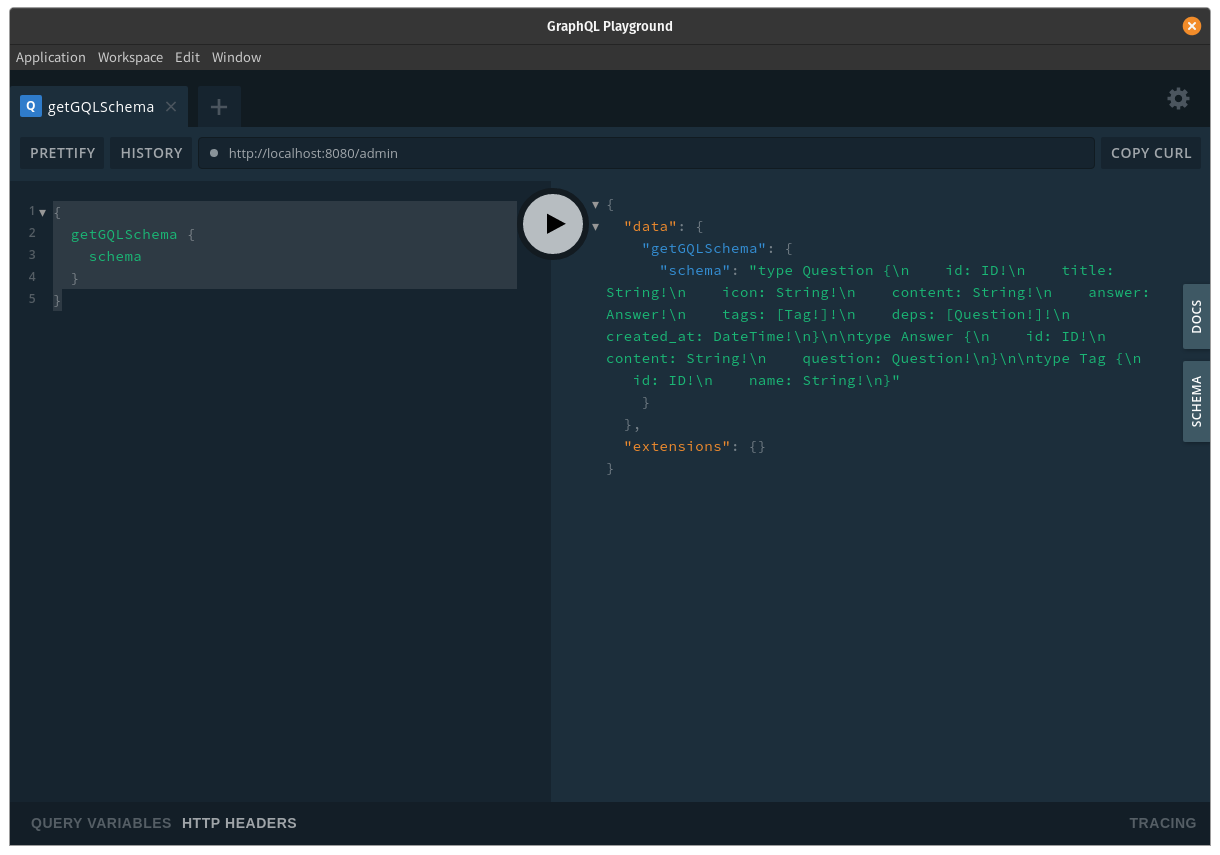 GraphQL Playground
Application Workspace Edit Window
Q getGQLSchema
PRETTIFY HISTORY http://localhost:8080/admin COPY CURL
1 {
2 getGQLSchema {
3 schema
4 }
5 }
{
"data": {
"getGQLSchema": {
"schema": "type Question {\n    id: ID!\n    title:
String!\n    icon: String!\n    content: String!\n    answer:
Answer!\n    tags: [Tag!]!\n    deps: [Question!]!\n
created_at: DateTime!\n}\n\ntype Answer {\n    id: ID!\n
content: String!\n    question: Question!\n}\n\ntype Tag {\n
id: ID!\n    name: String!\n}"
}
},
"extensions": {}
}
DOCS
SCHEMA
QUERY VARIABLES HTTP HEADERS TRACING